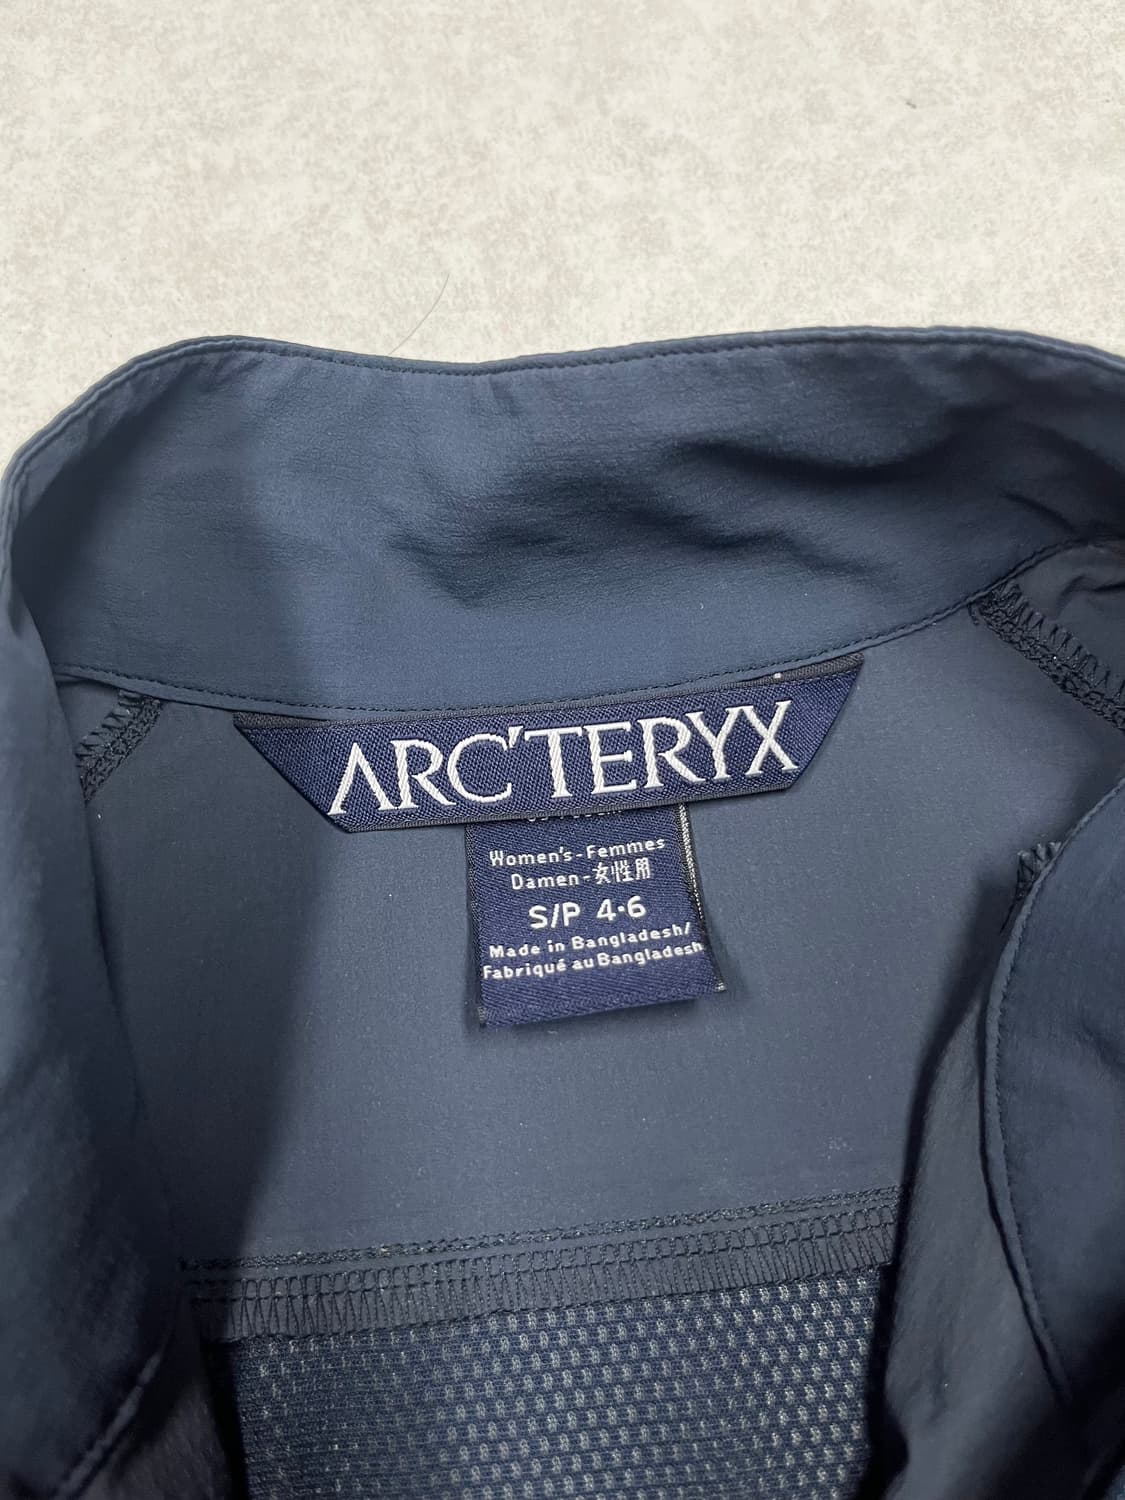 ARC'TERYX
Women's - Femmes
Damen - 女性用
S/P 4·6
Made in Bangladesh/
Fabriqué au Bangladesh